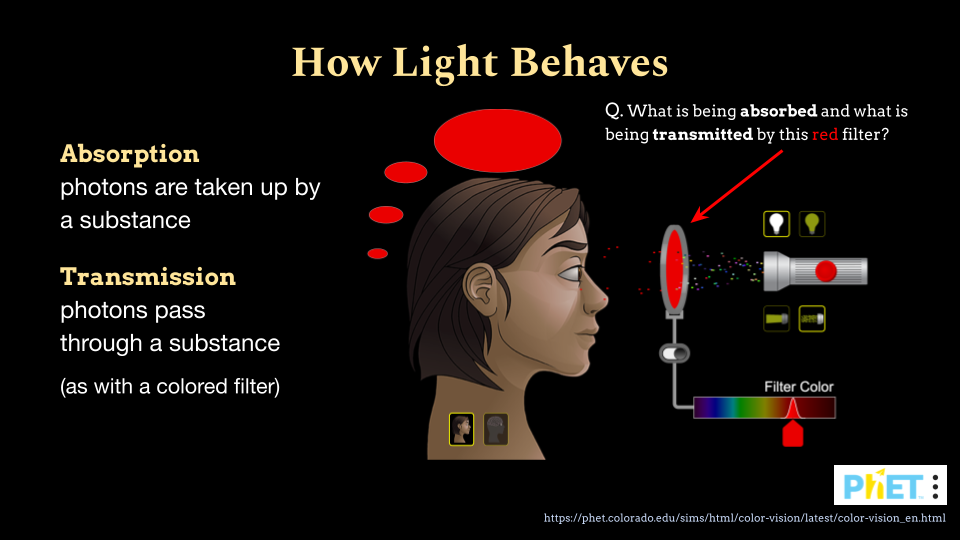 How Light Behaves
Q. What is being absorbed and what is
being transmitted by this red filter?
Absorption
photons are taken up by
a substance
Transmission
photons pass
through a substance
(as with a colored filter)
Filter Color
PhET
https://phet.colorado.edu/sims/html/color-vision/latest/color-vision_en.html